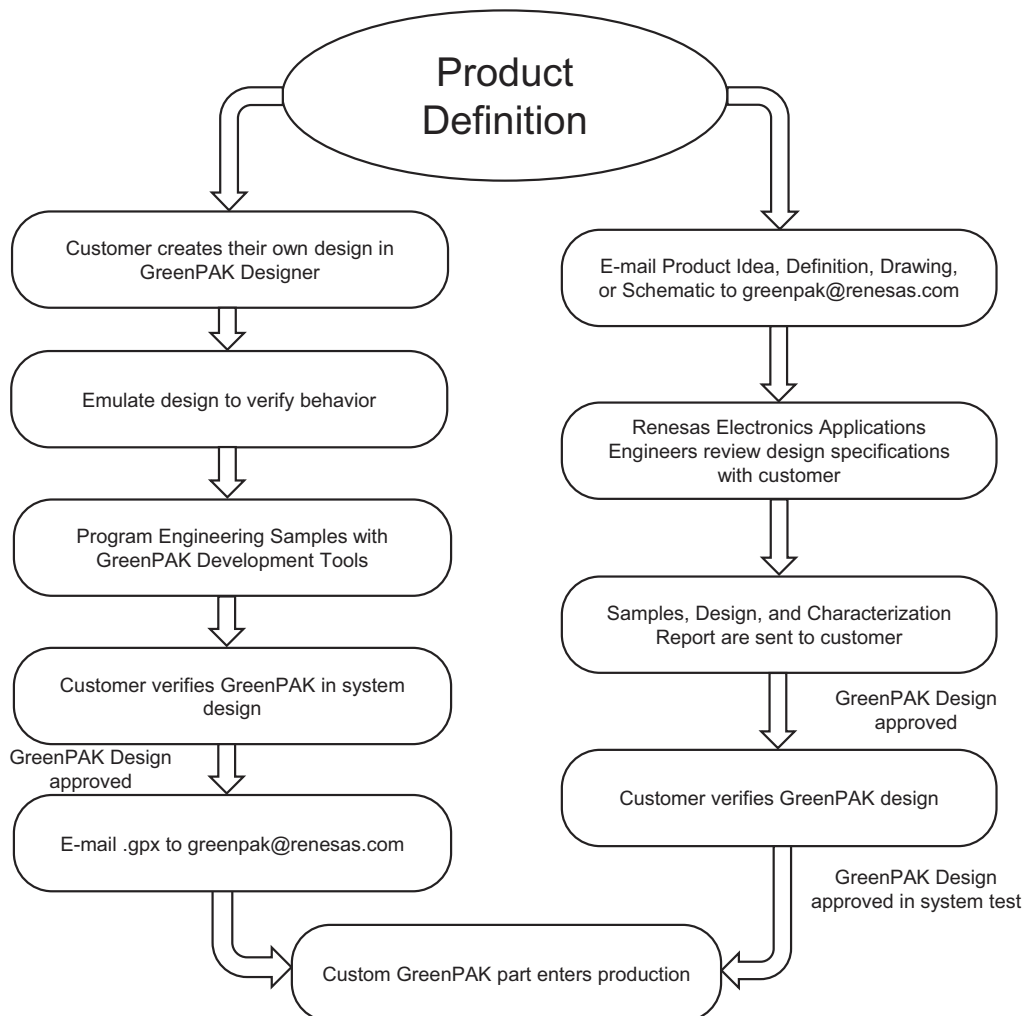 Product
Definition
Customer creates their own design in
GreenPAK Designer
Emulate design to verify behavior
Program Engineering Samples with
GreenPAK Development Tools
Customer verifies GreenPAK in system
design
GreenPAK Design
approved
E-mail .gpx to greenpak@renesas.com
E-mail Product Idea, Definition, Drawing,
or Schematic to greenpak@renesas.com
Renesas Electronics Applications
Engineers review design specifications
with customer
Samples, Design, and Characterization
Report are sent to customer
GreenPAK Design
approved
Customer verifies GreenPAK design
GreenPAK Design
approved in system test
Custom GreenPAK part enters production